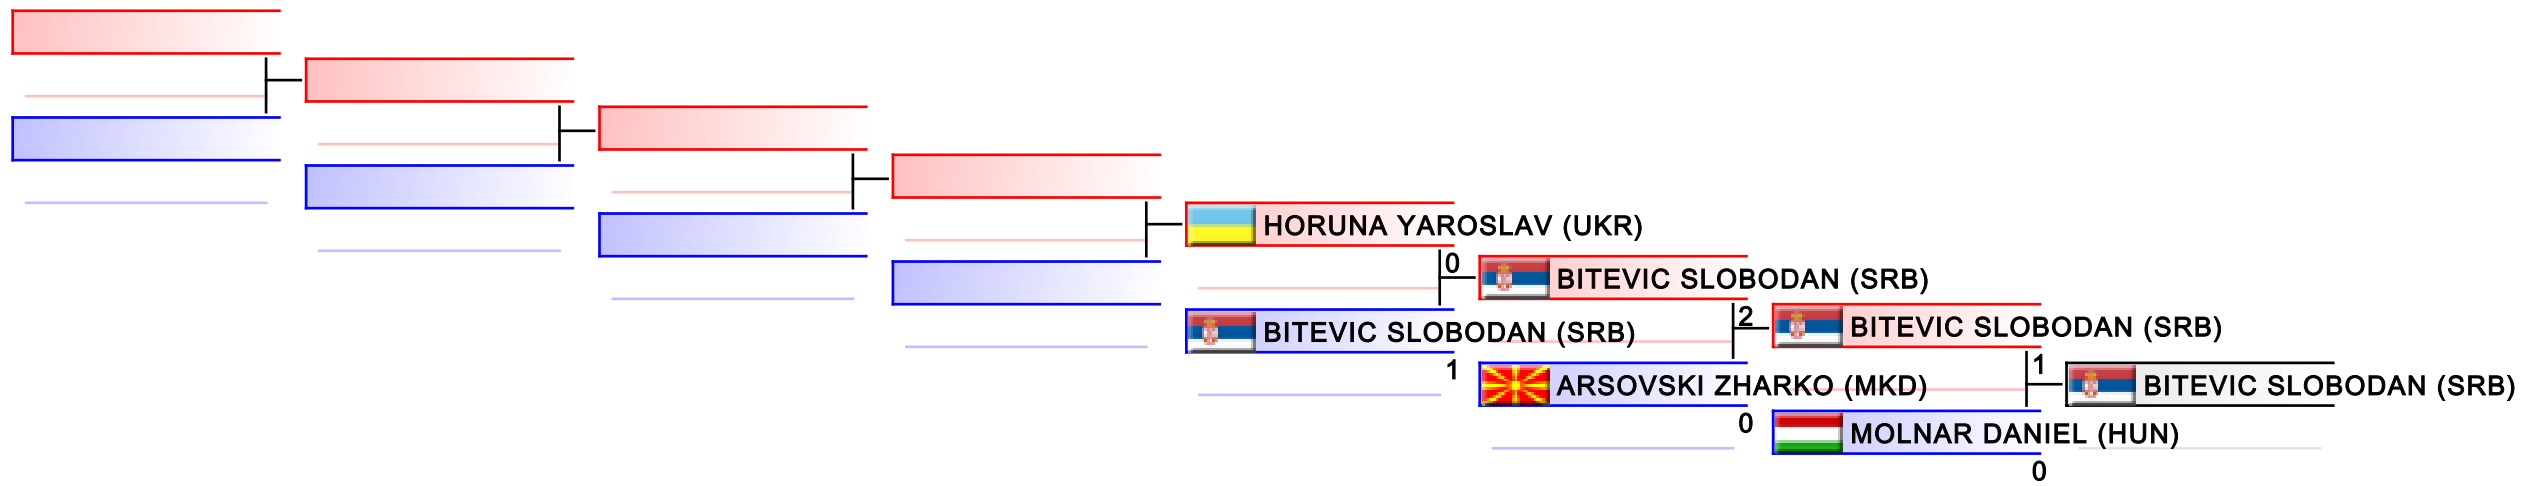 HORUNA YAROSLAV (UKR)
0
BITEVIC SLOBODAN (SRB)
BITEVIC SLOBODAN (SRB)
1
2
ARSOVSKI ZHARKO (MKD)
0
BITEVIC SLOBODAN (SRB)
1
MOLNAR DANIEL (HUN)
0
BITEVIC SLOBODAN (SRB)